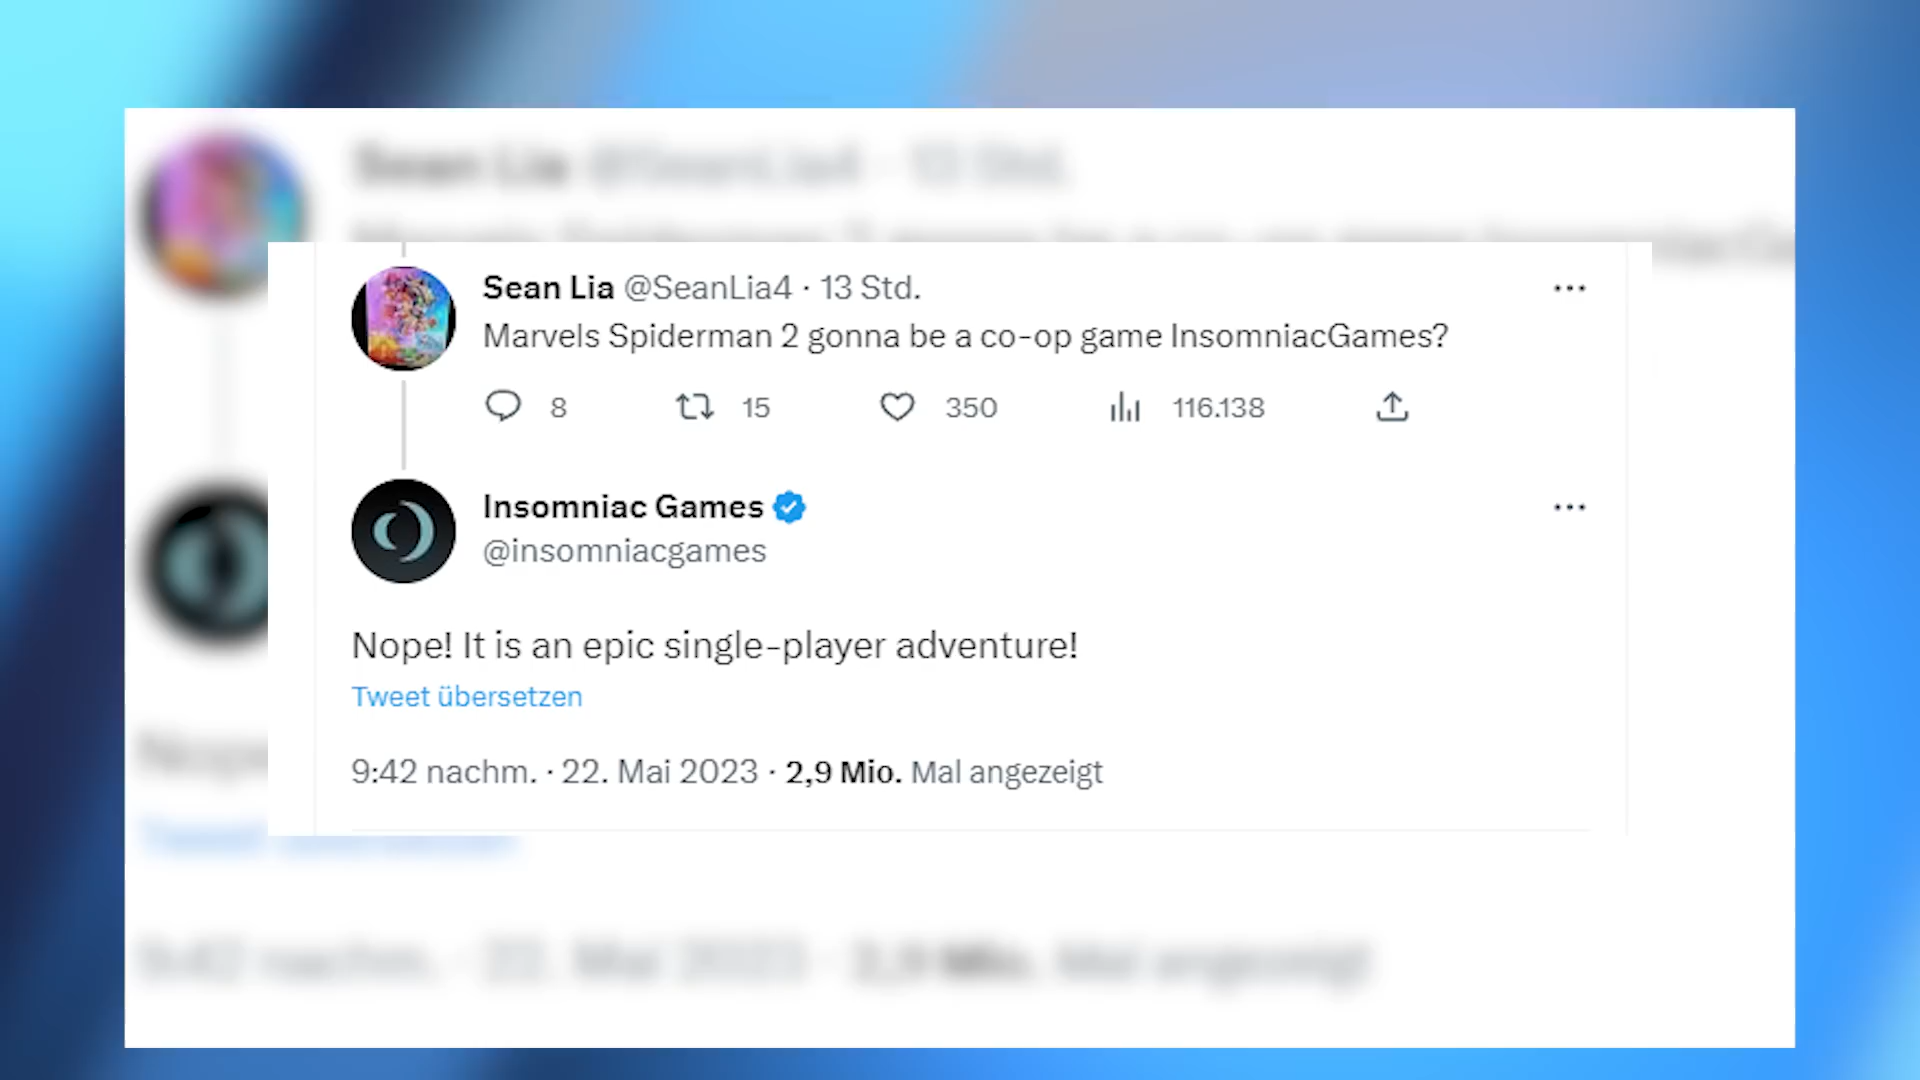 Sean Lia @SeanLia4 · 13 Std.
Marvels Spiderman 2 gonna be a co-op game InsomniacGames?
8 15 350 116.138
Insomniac Games
@insomniacgames
Nope! It is an epic single-player adventure!
Tweet übersetzen
9:42 nachm. · 22. Mai 2023 · 2,9 Mio. Mal angezeigt